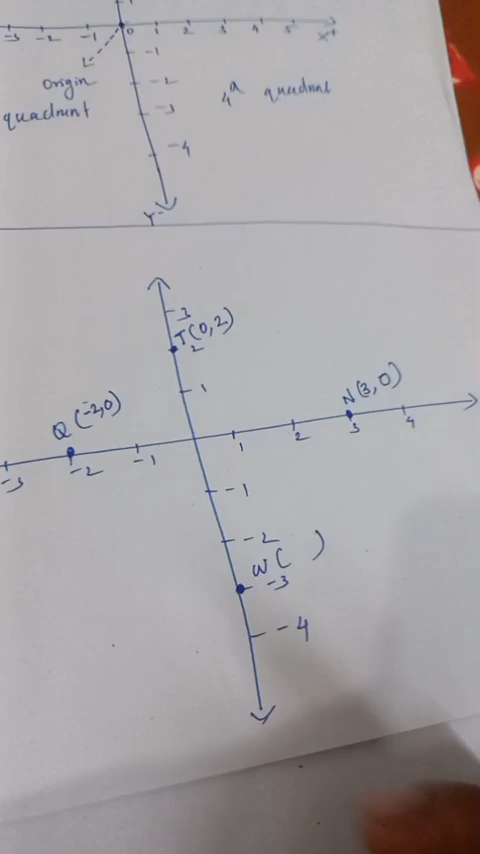 -3 -2 -1 0 1 2 3 4 5 X+
-1
Origin -2 4th quadrant
quadrant -3
-4
Y-
3
T(0,2)
2
1
N(3,0)
Q(-2,0)
-3 -2 -1 1 2 3 4
-1
-2
W( )
-3
-4